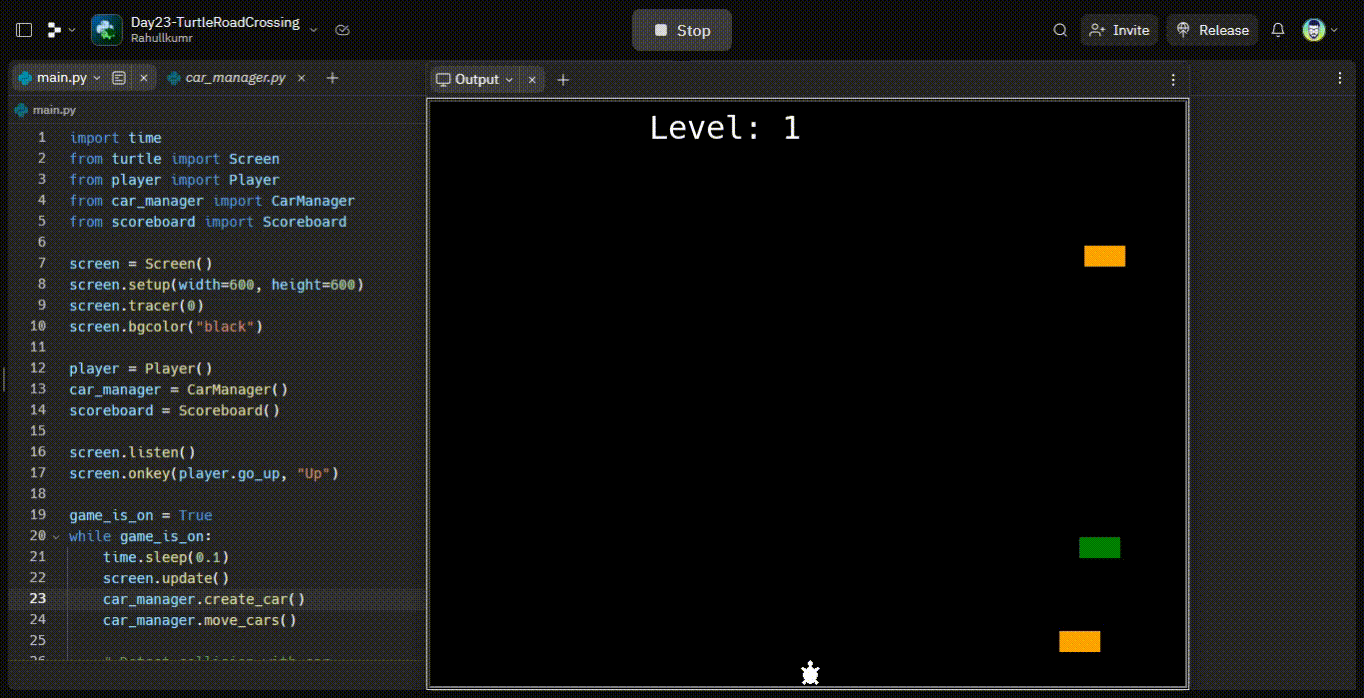 Day23-TurtleRoadCrossing
Rahullkumr
Stop
Invite
Release
main.py
car_manager.py
Output
main.py
1 import time
2 from turtle import Screen
3 from player import Player
4 from car_manager import CarManager
5 from scoreboard import Scoreboard
6
7 screen = Screen()
8 screen.setup(width=600, height=600)
9 screen.tracer(0)
10 screen.bgcolor("black")
11
12 player = Player()
13 car_manager = CarManager()
14 scoreboard = Scoreboard()
15
16 screen.listen()
17 screen.onkey(player.go_up, "Up")
18
19 game_is_on = True
20 while game_is_on:
21 time.sleep(0.1)
22 screen.update()
23 car_manager.create_car()
24 car_manager.move_cars()
25
Level: 1